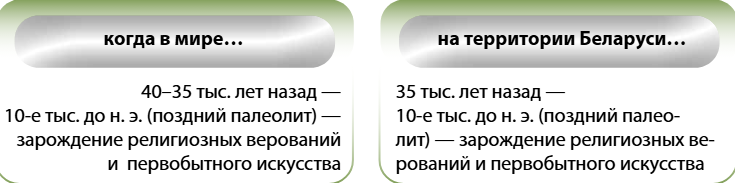 когда в мире…
40–35 тыс. лет назад —
10-е тыс. до н. э. (поздний палеолит) —
зарождение религиозных верований
и первобытного искусства
на территории Беларуси…
35 тыс. лет назад —
10-е тыс. до н. э. (поздний палео-
лит) — зарождение религиозных ве-
рований и первобытного искусства